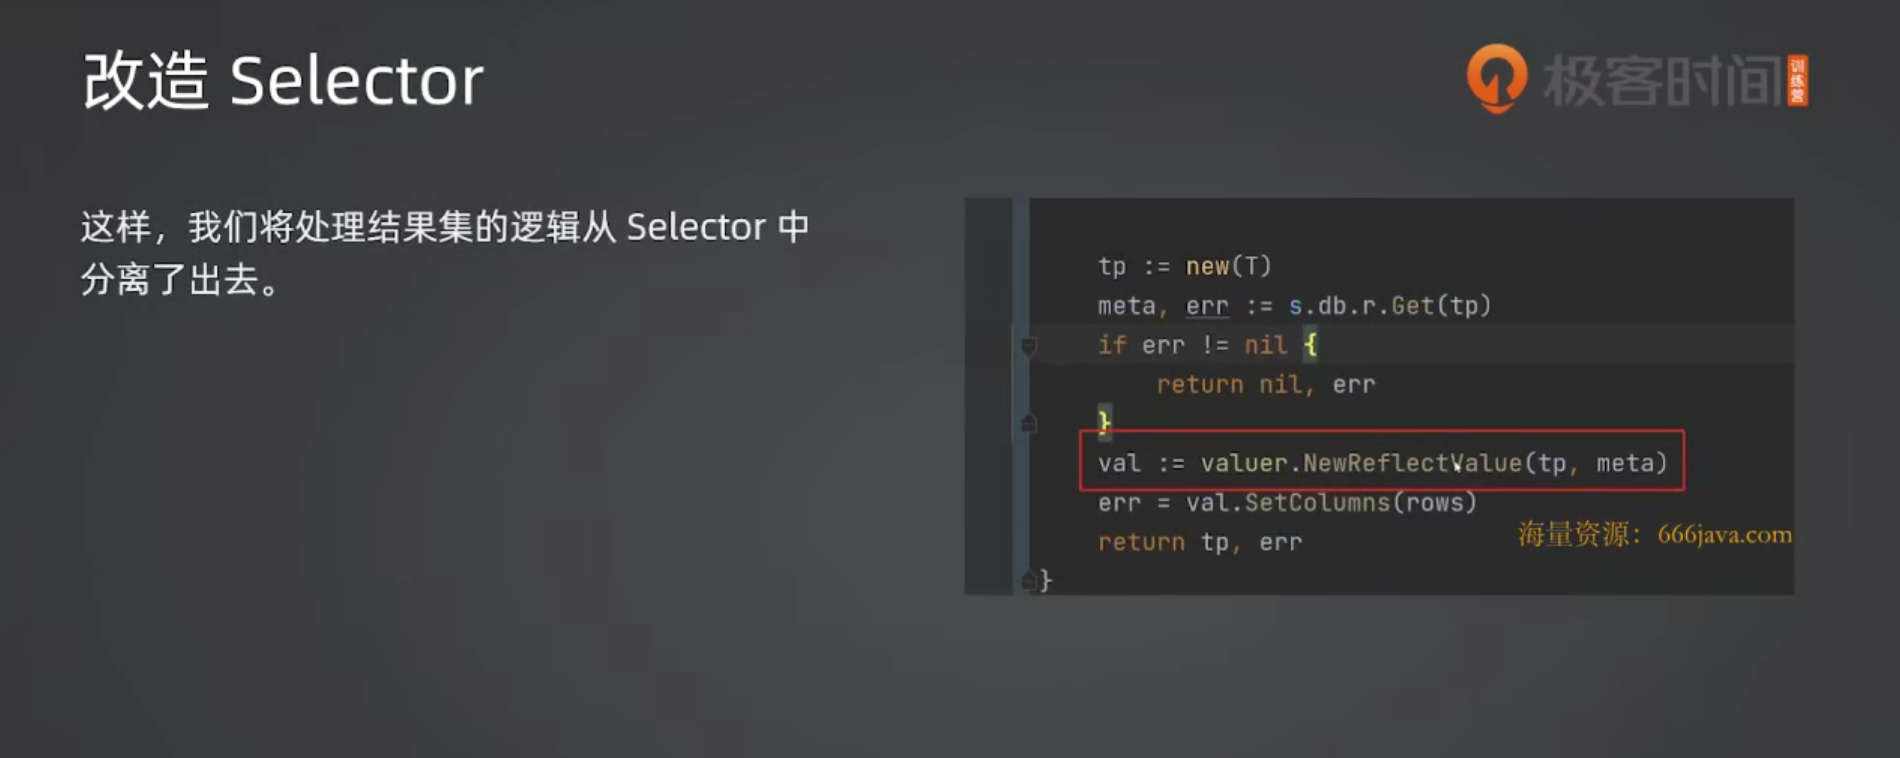 改造 Selector
极客时间
训练营
这样，我们将处理结果集的逻辑从 Selector 中
分离了出去。
tp := new(T)
meta, err := s.db.r.Get(tp)
if err != nil {
return nil, err
}
val := valuer.NewReflectValue(tp, meta)
err = val.SetColumns(rows)
return tp, err
}
海量资源：666java.com